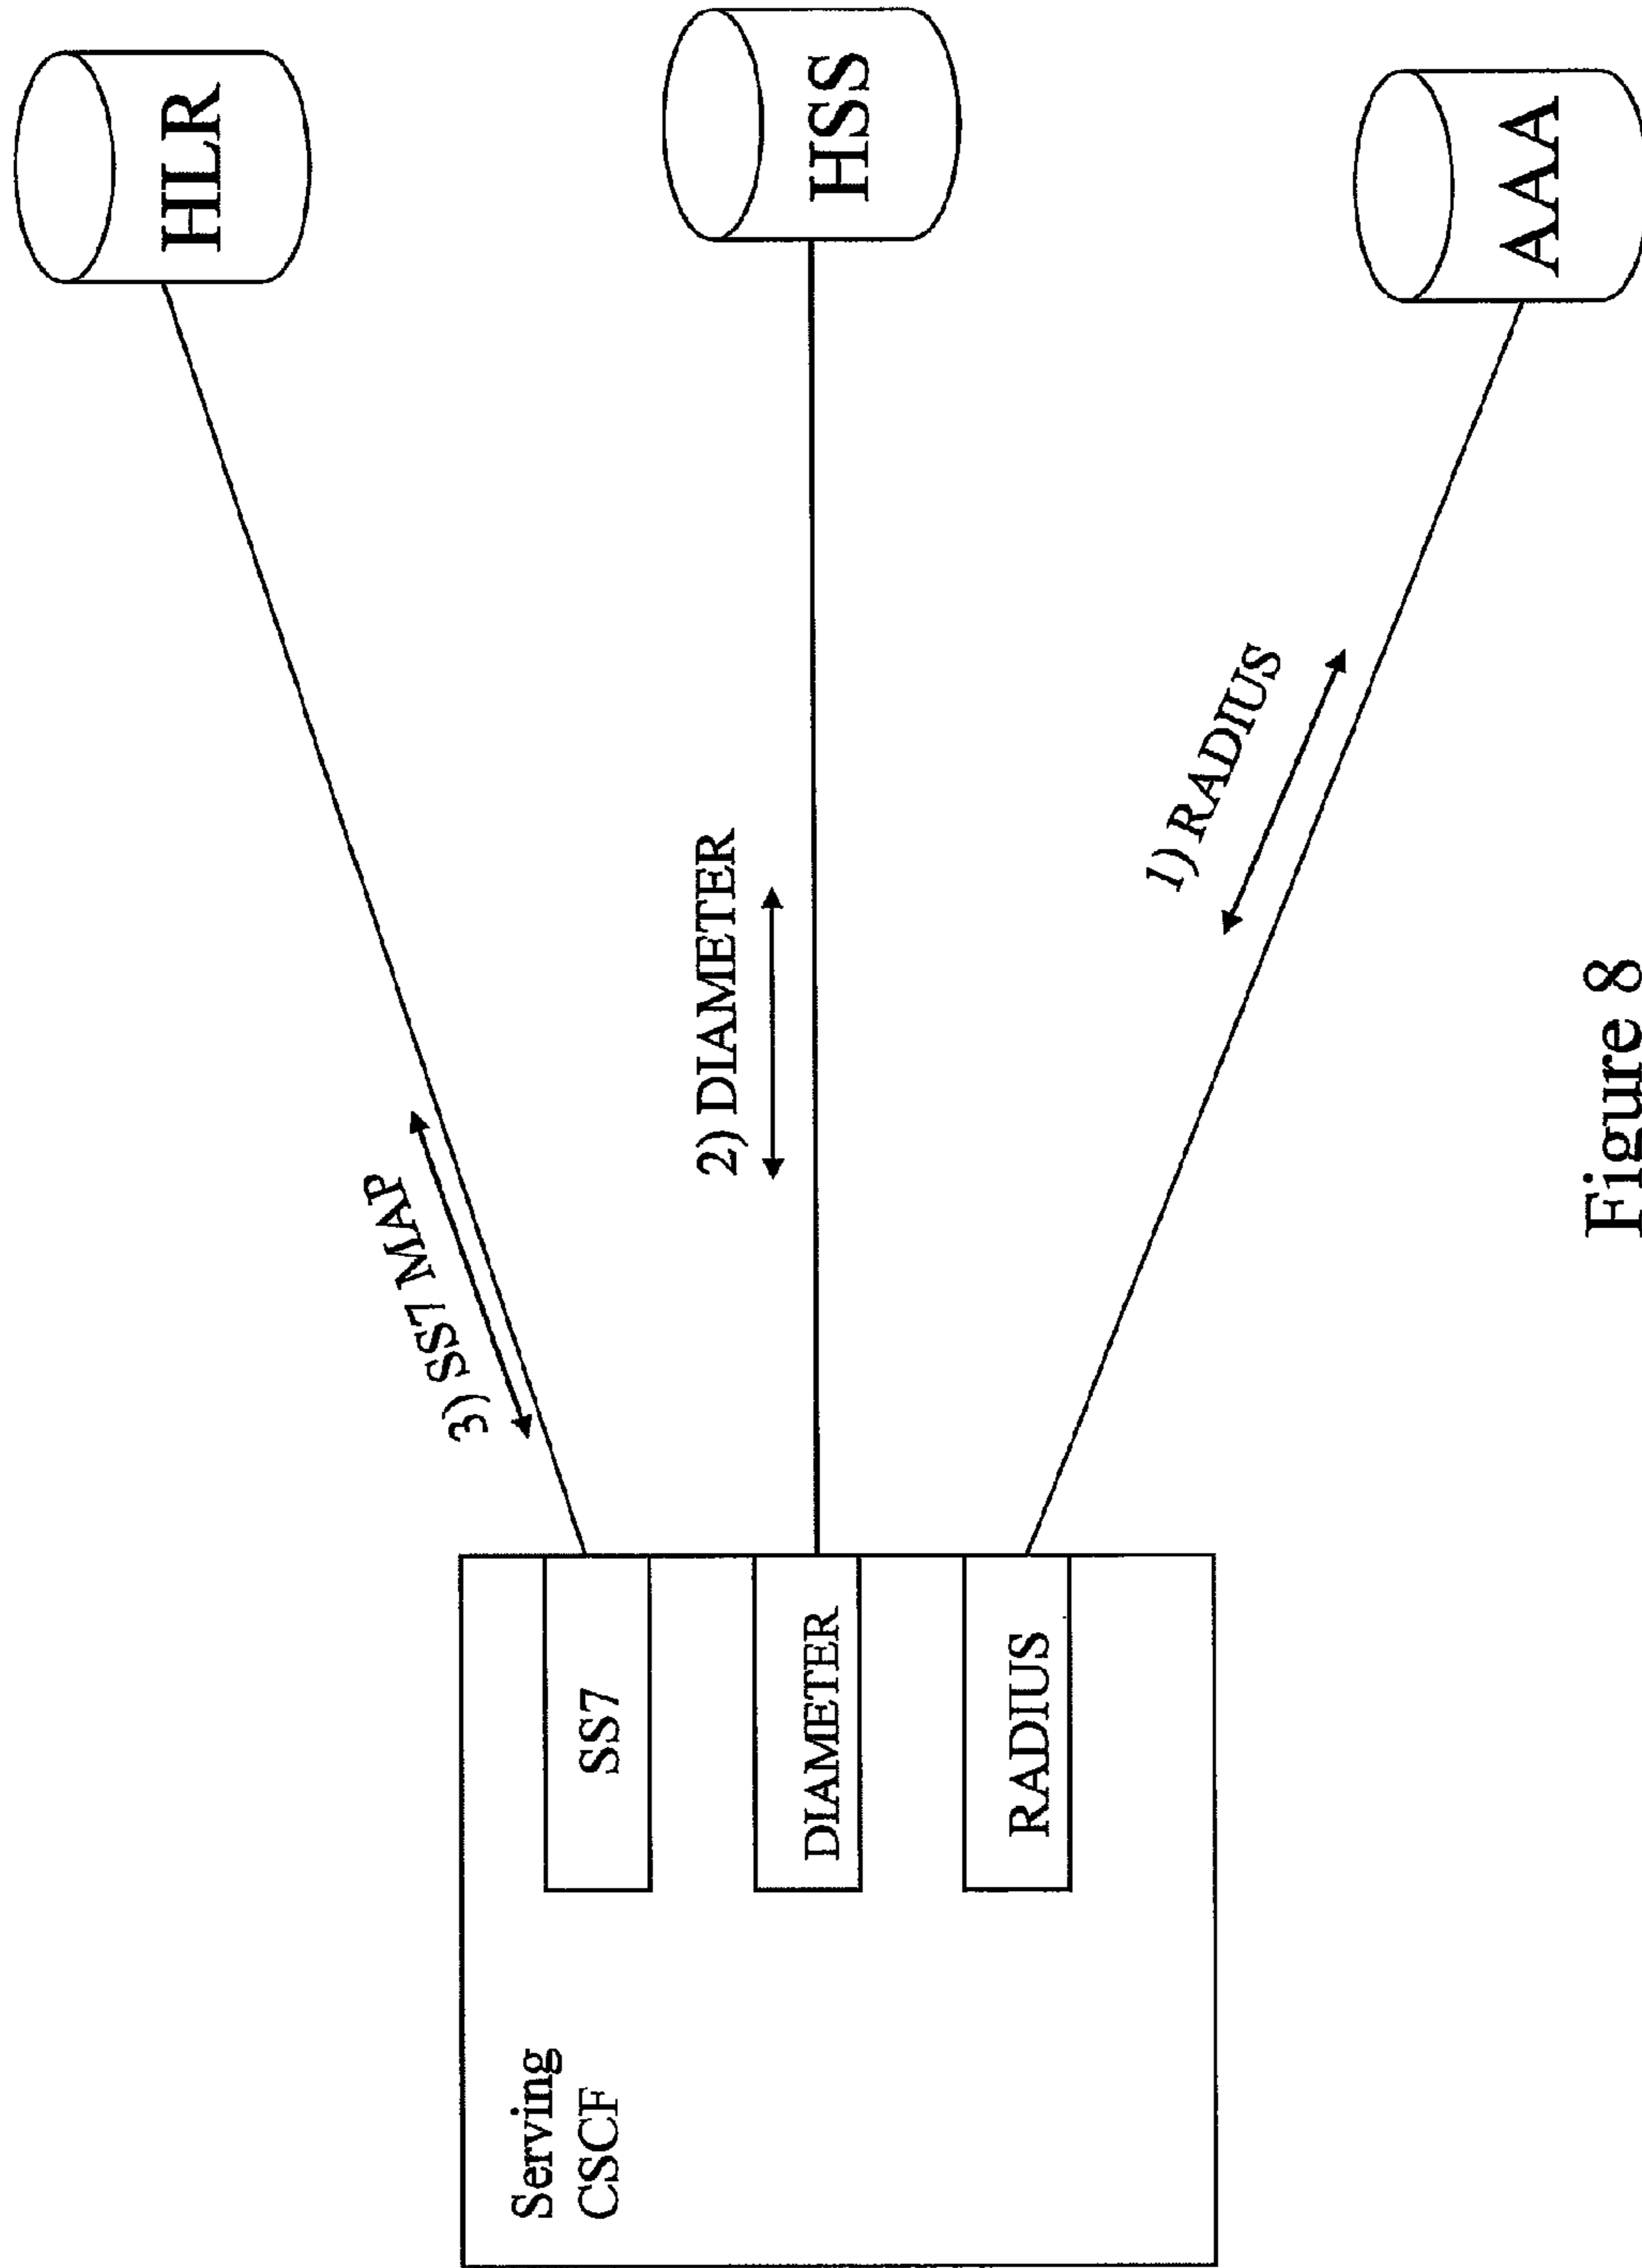 HLR
3) SS7 MAP
SS7
Serving
CSCF
2) DIAMETER
DIAMETER
HSS
1) RADIUS
RADIUS
AAA
Figure 8